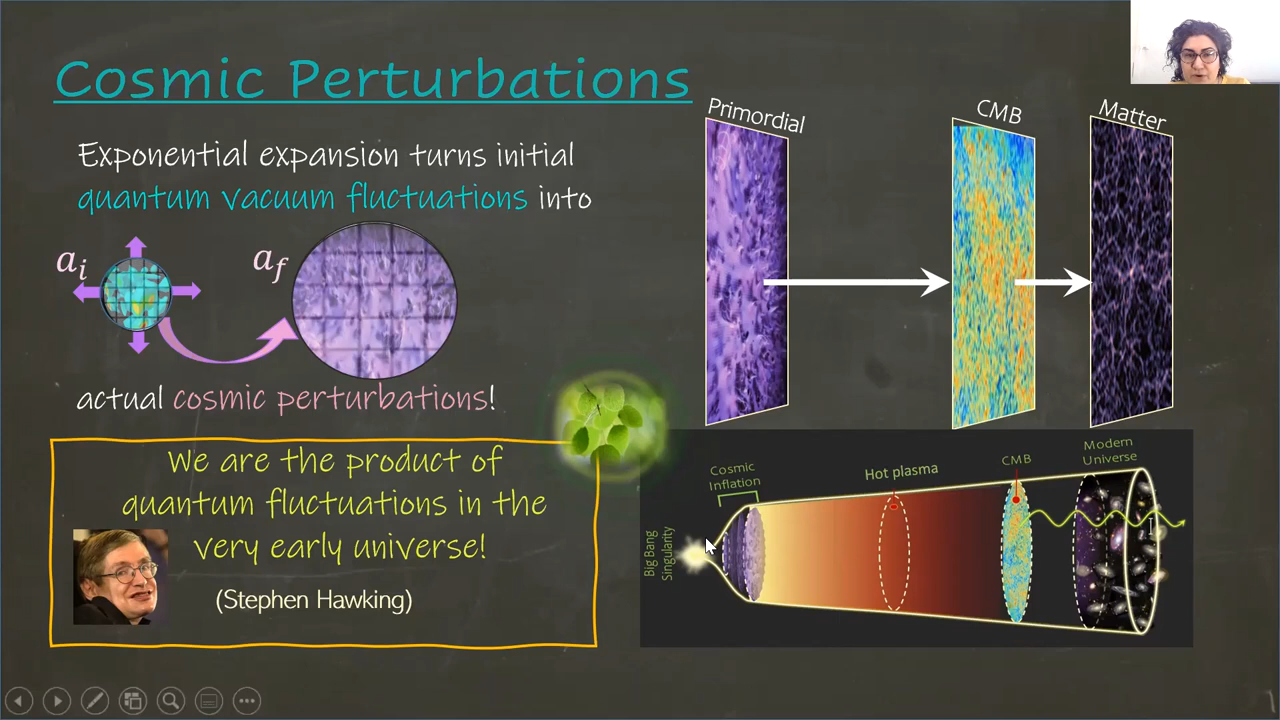 Cosmic Perturbations
Exponential expansion turns initial
quantum vacuum fluctuations into
a_i
a_f
actual cosmic perturbations!
We are the product of
quantum fluctuations in the
very early universe!
(Stephen Hawking)
Primordial
CMB
Matter
Big Bang
Singularity
Cosmic
Inflation
Hot plasma
CMB
Modern
Universe